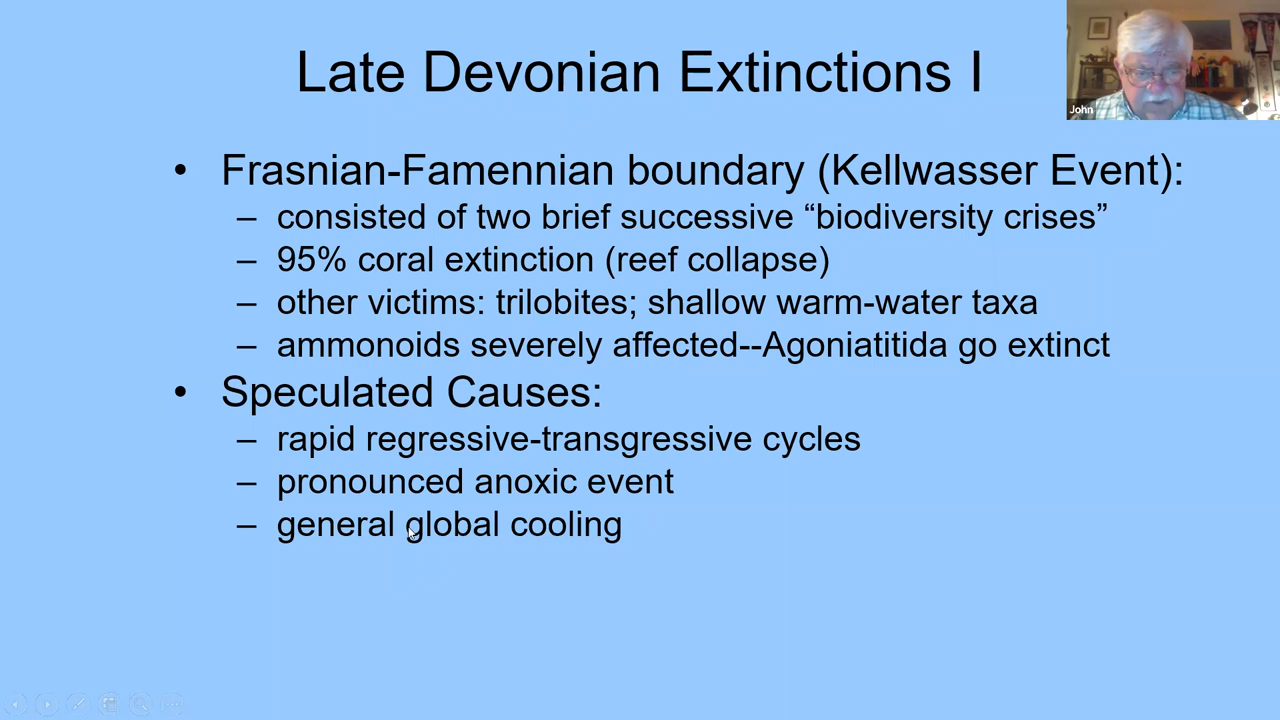 Late Devonian Extinctions I
John
• Frasnian-Famennian boundary (Kellwasser Event):
– consisted of two brief successive “biodiversity crises”
– 95% coral extinction (reef collapse)
– other victims: trilobites; shallow warm-water taxa
– ammonoids severely affected--Agoniatitida go extinct
• Speculated Causes:
– rapid regressive-transgressive cycles
– pronounced anoxic event
– general global cooling